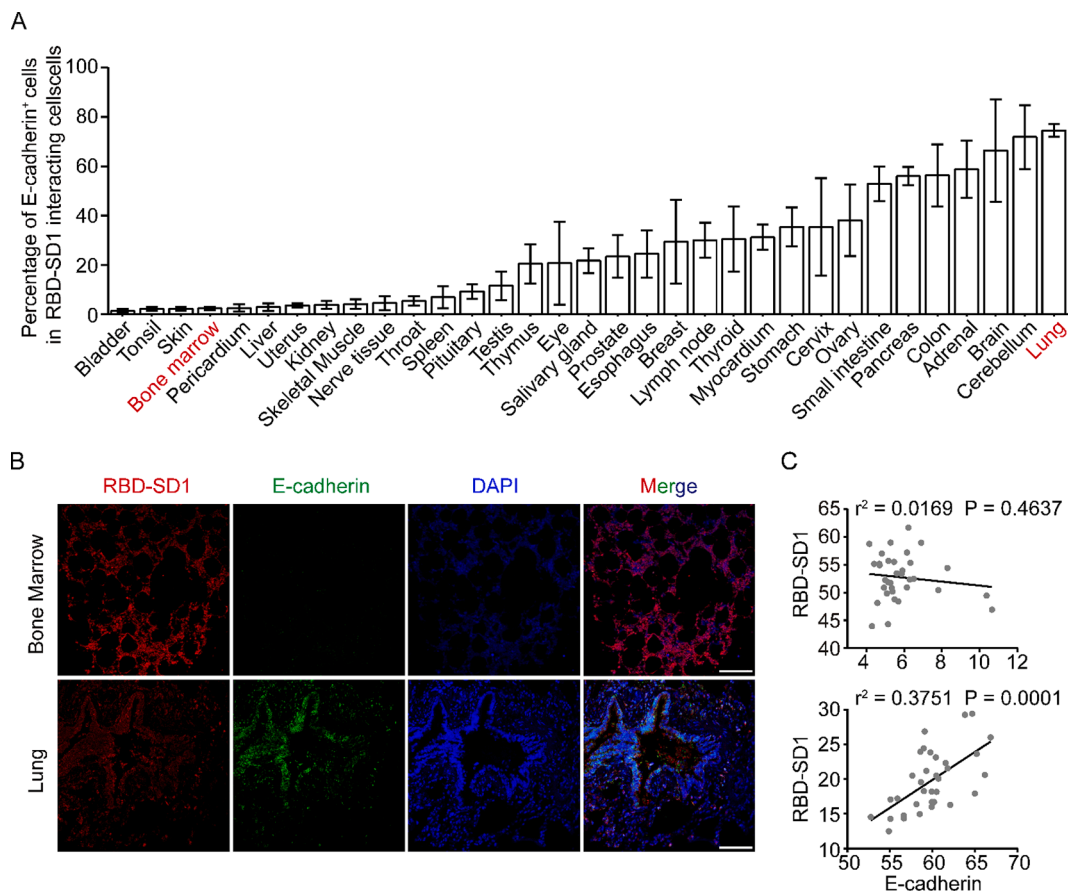 A
Percentage of E-cadherin⁺ cells
in RBD-SD1 interacting cellscells
100
80
60
40
20
0
Bladder
Tonsil
Skin
Bone marrow
Pericardium
Liver
Uterus
Kidney
Skeletal Muscle
Nerve tissue
Throat
Spleen
Pituitary
Testis
Thymus
Eye
Salivary gland
Prostate
Esophagus
Breast
Lymph node
Thyroid
Myocardium
Stomach
Cervix
Ovary
Small intestine
Pancreas
Colon
Adrenal
Brain
Cerebellum
Lung
B
RBD-SD1 E-cadherin DAPI Merge
Bone Marrow
Lung
C
r² = 0.0169 P = 0.4637
RBD-SD1
65
60
55
50
45
40
4 6 8 10 12
r² = 0.3751 P = 0.0001
RBD-SD1
30
25
20
15
10
50 55 60 65 70
E-cadherin